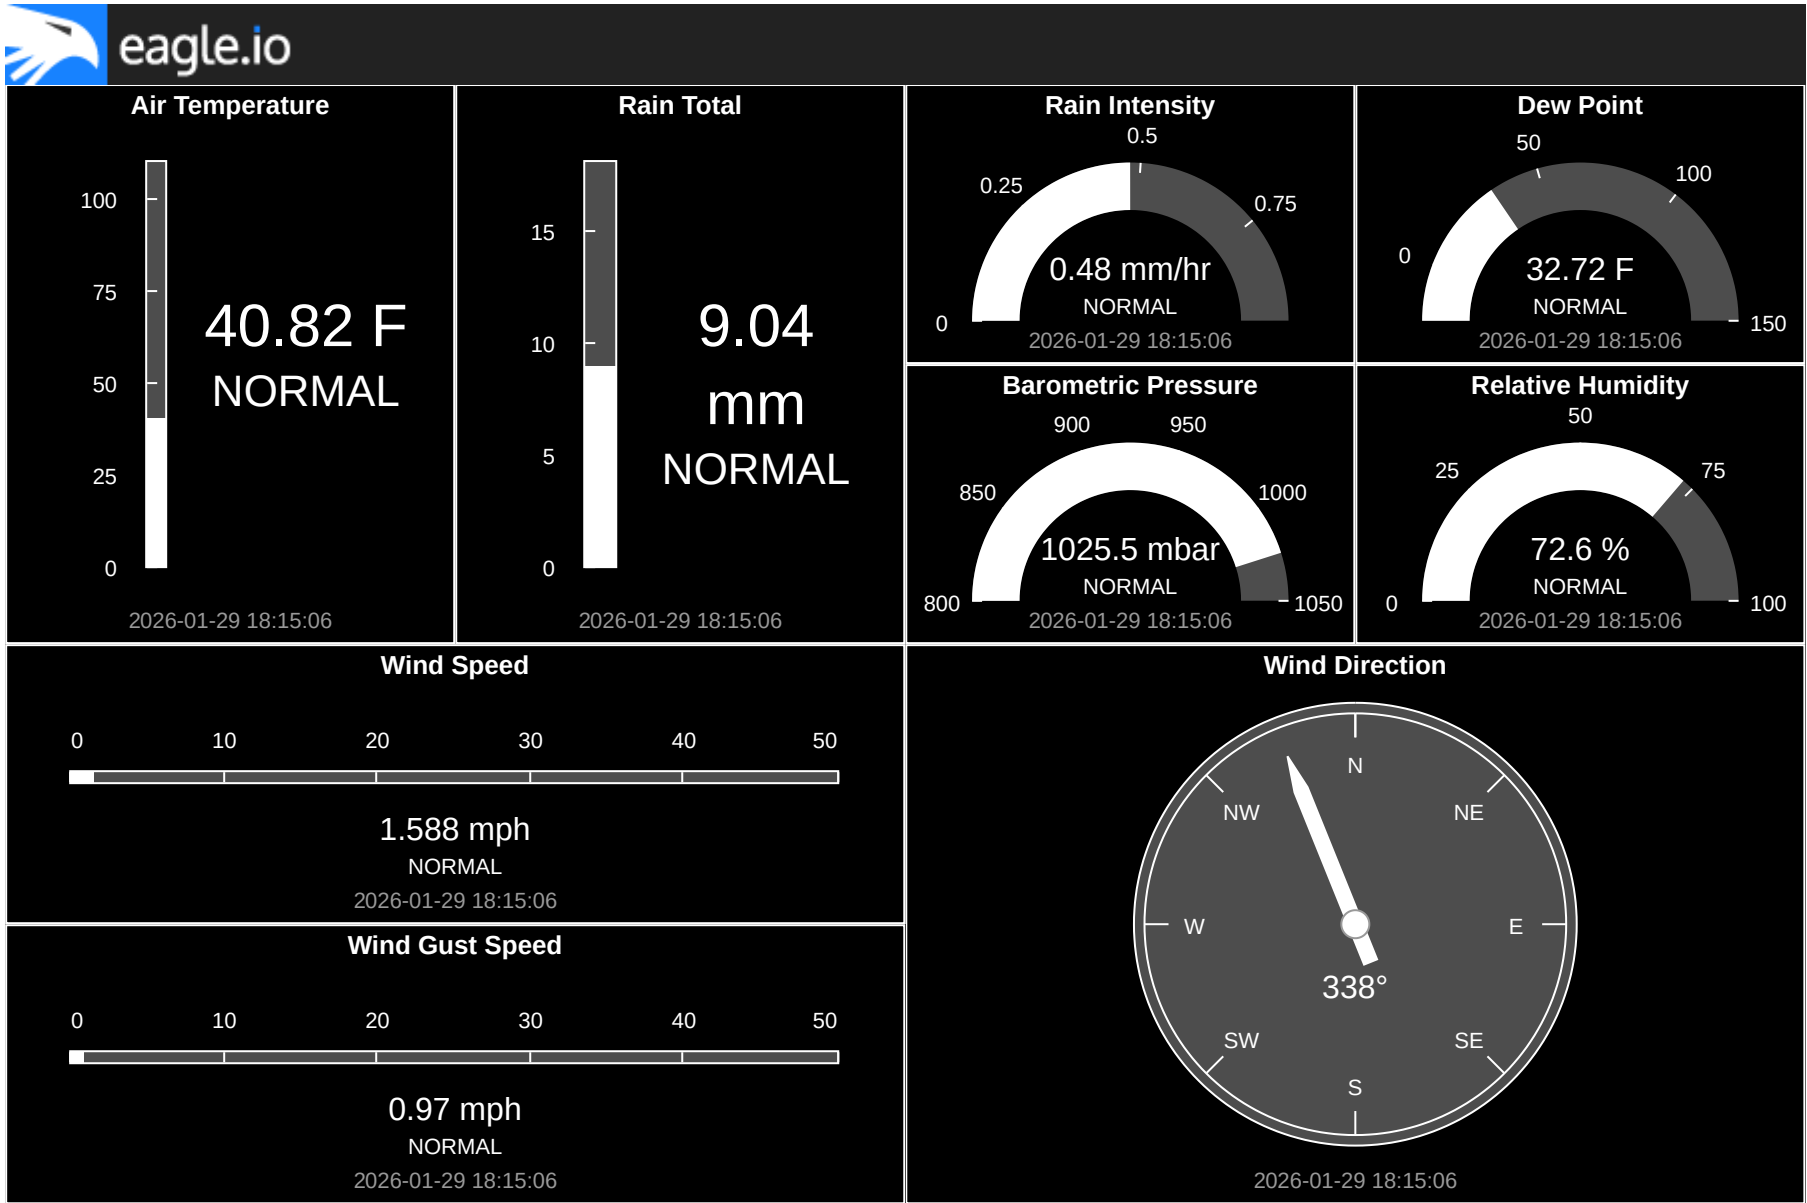 eagle.io
Air Temperature
100
75
50
25
0
40.82 F
NORMAL
2026-01-29 18:15:06
Rain Total
15
10
5
0
9.04
mm
NORMAL
2026-01-29 18:15:06
Rain Intensity
0
0.25
0.5
0.75
0.48 mm/hr
NORMAL
2026-01-29 18:15:06
Dew Point
0
50
100
150
32.72 F
NORMAL
2026-01-29 18:15:06
Barometric Pressure
800
850
900
950
1000
1050
1025.5 mbar
NORMAL
2026-01-29 18:15:06
Relative Humidity
0
25
50
75
100
72.6 %
NORMAL
2026-01-29 18:15:06
Wind Speed
0 10 20 30 40 50
1.588 mph
NORMAL
2026-01-29 18:15:06
Wind Gust Speed
0 10 20 30 40 50
0.97 mph
NORMAL
2026-01-29 18:15:06
Wind Direction
N
NW NE
W E
338°
SW SE
S
2026-01-29 18:15:06